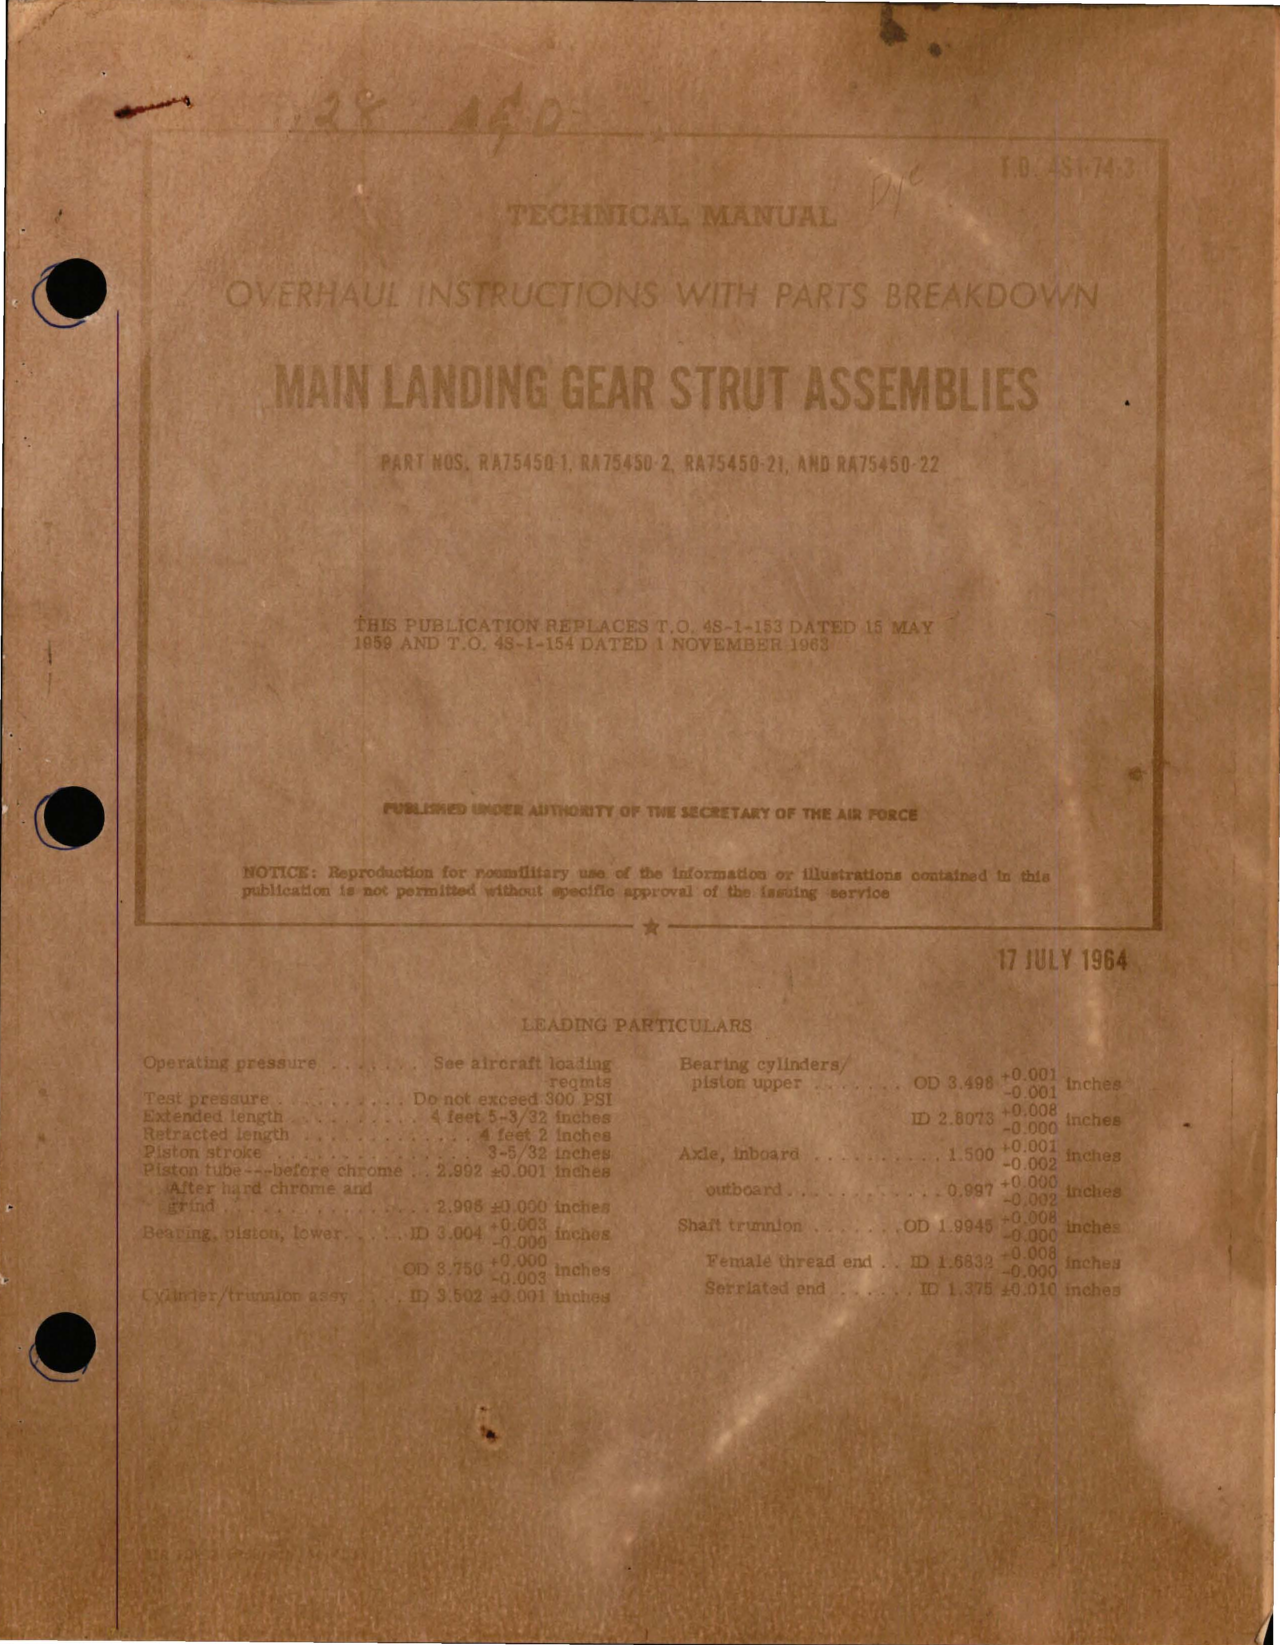 28
T.O. 4S1-74-3
TECHNICAL MANUAL
OVERHAUL INSTRUCTIONS WITH PARTS BREAKDOWN
MAIN LANDING GEAR STRUT ASSEMBLIES
PART NOS. RA75450-1, RA75450-2, RA75450-21, AND RA75450-22
THIS PUBLICATION REPLACES T.O. 4S-1-153 DATED 15 MAY
1959 AND T.O. 4S-1-154 DATED 1 NOVEMBER 1963
PUBLISHED UNDER AUTHORITY OF THE SECRETARY OF THE AIR FORCE
NOTICE: Reproduction for nonmilitary use of the information or illustrations contained in this
publication is not permitted without specific approval of the issuing service
17 JULY 1964
LEADING PARTICULARS
Operating pressure . . . . . . . See aircraft loading
reqmts
Test pressure . . . . . . . . . . Do not exceed 300 PSI
Extended length . . . . . . . . . 4 feet 5-3/32 inches
Retracted length . . . . . . . . . . . . . 4 feet 2 inches
Piston stroke . . . . . . . . . . . . . . . 3-5/32 inches
Piston tube---before chrome . . 2.992 ±0.001 inches
After hard chrome and
grind . . . . . . . . . . . . . . . . 2.995 ±0.000 inches
Bearing, piston, lower . . . . . ID 3.004 +0.003 -0.000 inches
OD 3.750 +0.000 -0.003 inches
Cylinder/trunnion assy . . . . ID 3.502 ±0.001 inches
Bearing cylinders/
piston upper . . . . . . . . OD 3.498 +0.001 -0.001 inches
ID 2.8073 +0.008 -0.000 inches
Axle, inboard . . . . . . . . . . . 1.500 +0.001 -0.002 inches
outboard . . . . . . . . . . . . . 0.997 +0.000 -0.002 inches
Shaft trunnion . . . . . . . OD 1.9945 +0.008 -0.000 inches
Female thread end . . ID 1.6832 +0.008 -0.000 inches
Serriated end . . . . . . . ID 1.375 ±0.010 inches